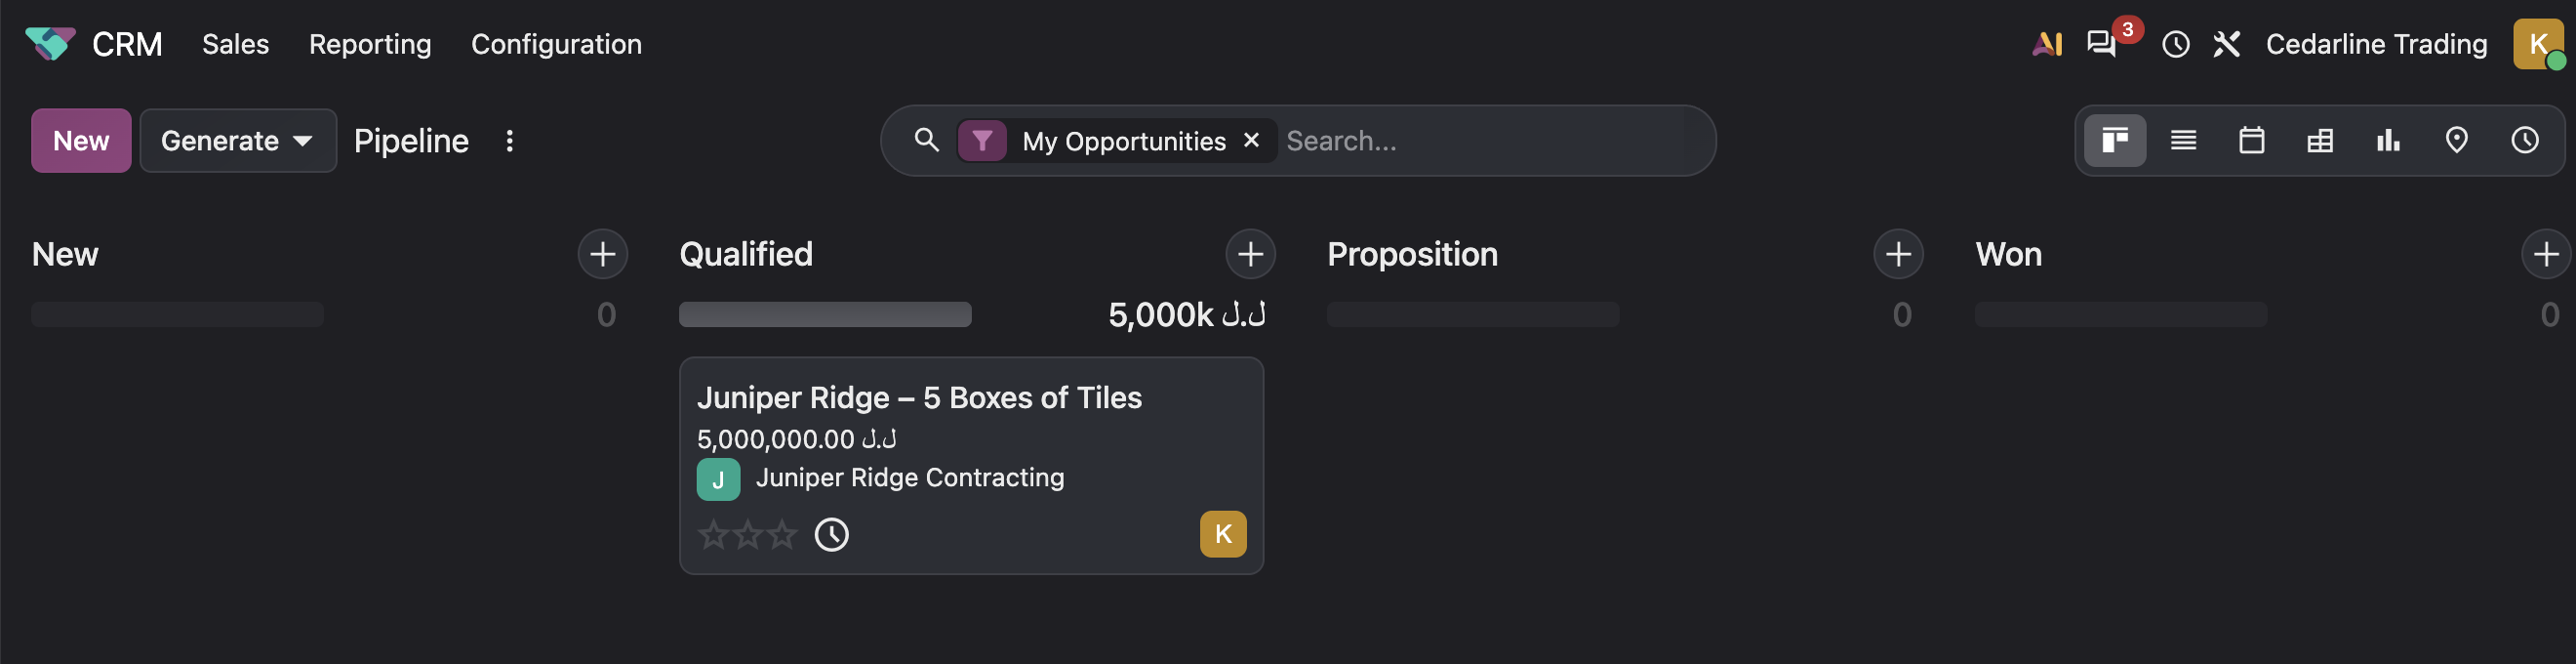 CRM Sales Reporting Configuration AI 3 Cedarline Trading K
New Generate Pipeline My Opportunities Search...
New Qualified Proposition Won
0 5,000k ل.ل 0 0
Juniper Ridge – 5 Boxes of Tiles
5,000,000.00 ل.ل
J Juniper Ridge Contracting
K